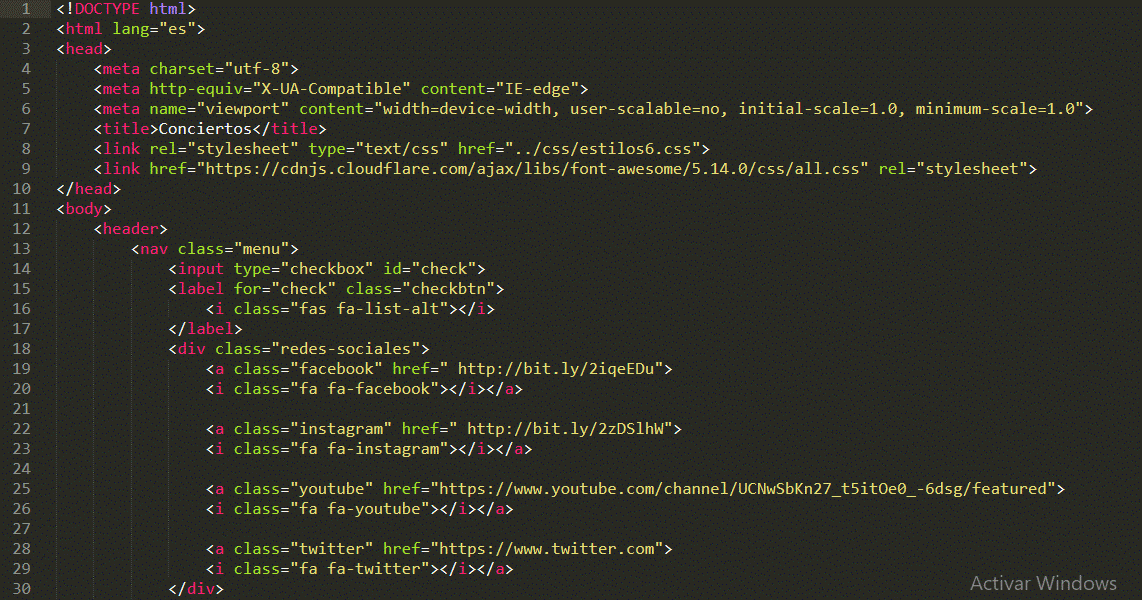 1 <!DOCTYPE html>
2 <html lang="es">
3 <head>
4 <meta charset="utf-8">
5 <meta http-equiv="X-UA-Compatible" content="IE-edge">
6 <meta name="viewport" content="width=device-width, user-scalable=no, initial-scale=1.0, minimum-scale=1.0">
7 <title>Conciertos</title>
8 <link rel="stylesheet" type="text/css" href="../css/estilos6.css">
9 <link href="https://cdnjs.cloudflare.com/ajax/libs/font-awesome/5.14.0/css/all.css" rel="stylesheet">
10 </head>
11 <body>
12 <header>
13 <nav class="menu">
14 <input type="checkbox" id="check">
15 <label for="check" class="checkbtn">
16 <i class="fas fa-list-alt"></i>
17 </label>
18 <div class="redes-sociales">
19 <a class="facebook" href=" http://bit.ly/2iqeEDu">
20 <i class="fa fa-facebook"></i></a>
21
22 <a class="instagram" href=" http://bit.ly/2zDSlhW">
23 <i class="fa fa-instagram"></i></a>
24
25 <a class="youtube" href="https://www.youtube.com/channel/UCNwSbKn27_t5itOe0_-6dsg/featured">
26 <i class="fa fa-youtube"></i></a>
27
28 <a class="twitter" href="https://www.twitter.com">
29 <i class="fa fa-twitter"></i></a>
30 </div>
Activar Windows